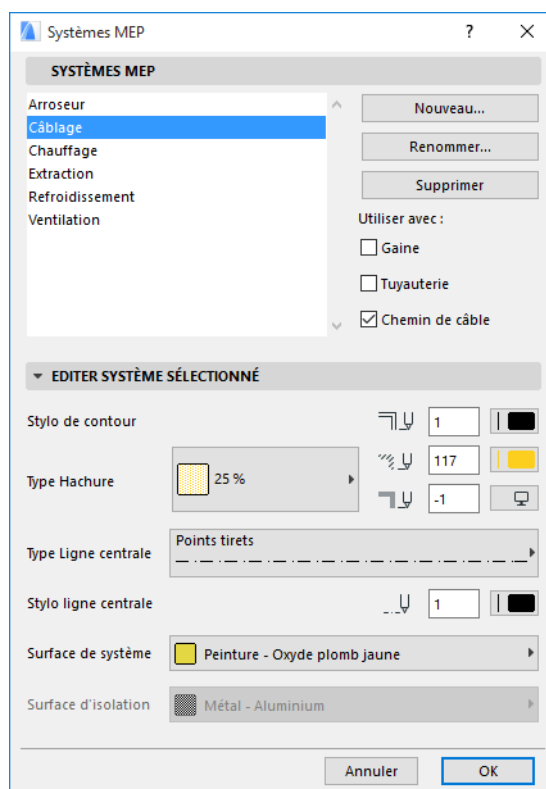 Systèmes MEP
?
SYSTÈMES MEP
Arroseur
Câblage
Chauffage
Extraction
Refroidissement
Ventilation
Nouveau...
Renommer...
Supprimer
Utiliser avec :
Gaine
Tuyauterie
Chemin de câble
EDITER SYSTÈME SÉLECTIONNÉ
Stylo de contour
1
Type Hachure
25 %
117
-1
Type Ligne centrale
Points tirets
Stylo ligne centrale
1
Surface de système
Peinture - Oxyde plomb jaune
Surface d'isolation
Métal - Aluminium
Annuler
OK